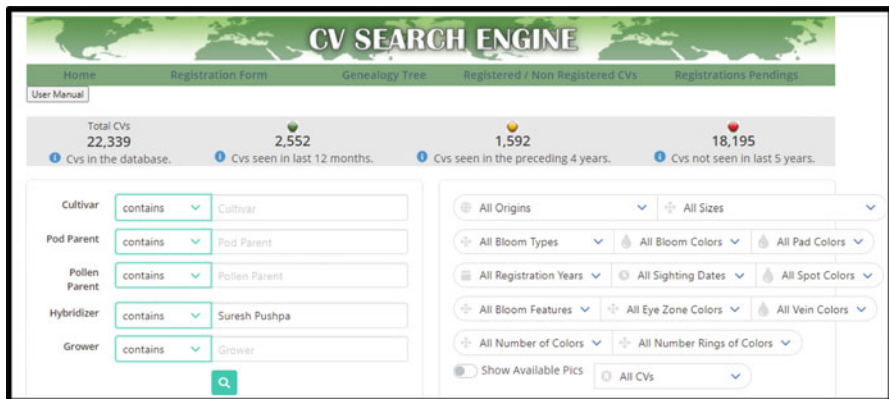 CV SEARCH ENGINE
Home Registration Form Genealogy Tree Registered / Non Registered CVs Registrations Pendings
User Manual
Total CVs
22,339 2,552 1,592 18,195
Cvs in the database. Cvs seen in last 12 months. Cvs seen in the preceding 4 years. Cvs not seen in last 5 years.
Cultivar contains Cultivar
Pod Parent contains Pod Parent
Pollen Parent contains Pollen Parent
Hybridizer contains Suresh Pushpa
Grower contains Grower
All Origins All Sizes
All Bloom Types All Bloom Colors All Pad Colors
All Registration Years All Sighting Dates All Spot Colors
All Bloom Features All Eye Zone Colors All Vein Colors
All Number of Colors All Number Rings of Colors
Show Available Pics All CVs